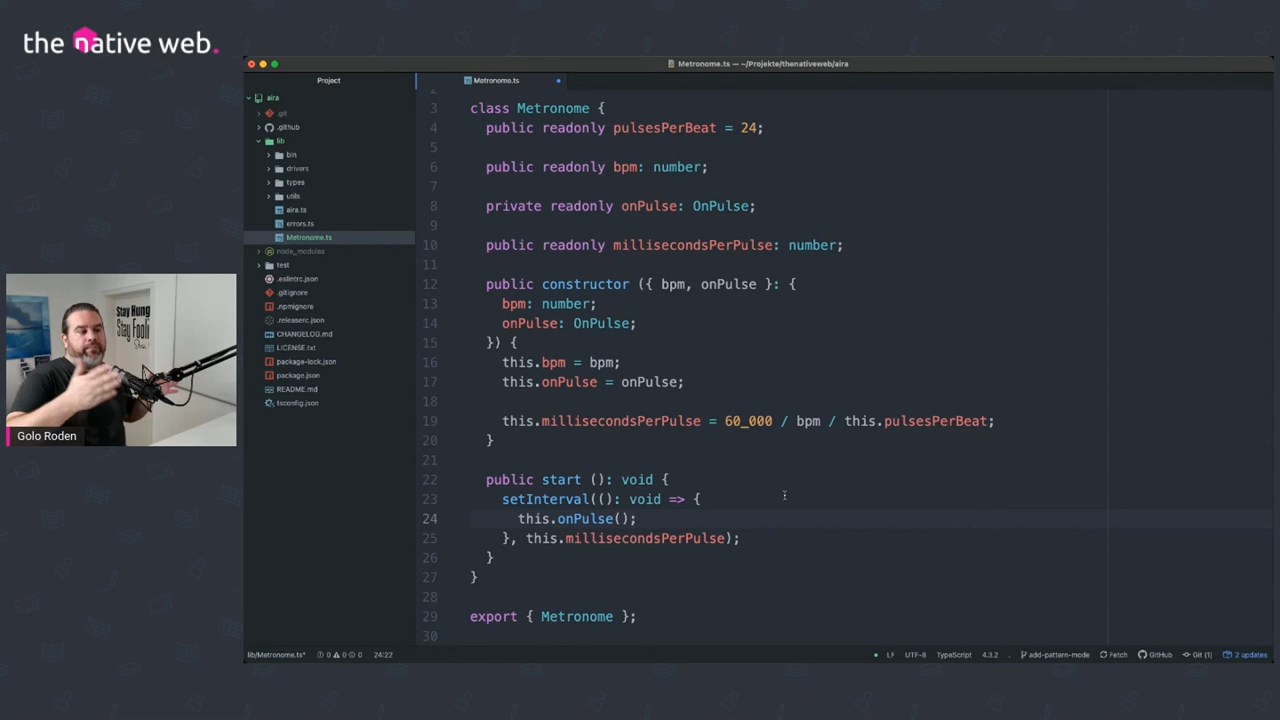 the native web.
Metronome.ts — ~/Projekte/thenativeweb/aira
Project
Metronome.ts
aira
.git
.github
lib
bin
drivers
types
utils
aira.ts
errors.ts
Metronome.ts
node_modules
test
.eslintrc.json
.gitignore
.npmignore
.releaserc.json
CHANGELOG.md
LICENSE.txt
package-lock.json
package.json
README.md
tsconfig.json
2
3 class Metronome {
4 public readonly pulsesPerBeat = 24;
5
6 public readonly bpm: number;
7
8 private readonly onPulse: OnPulse;
9
10 public readonly millisecondsPerPulse: number;
11
12 public constructor ({ bpm, onPulse }: {
13 bpm: number;
14 onPulse: OnPulse;
15 }) {
16 this.bpm = bpm;
17 this.onPulse = onPulse;
18
19 this.millisecondsPerPulse = 60_000 / bpm / this.pulsesPerBeat;
20 }
21
22 public start (): void {
23 setInterval((): void => {
24 this.onPulse();
25 }, this.millisecondsPerPulse);
26 }
27 }
28
29 export { Metronome };
30
Stay Hung
Stay Fooli
Golo Roden
lib/Metronome.ts* 0 0 0 24:22
LF UTF-8 TypeScript 4.3.2 . add-pattern-mode Fetch GitHub Git (1) 2 updates